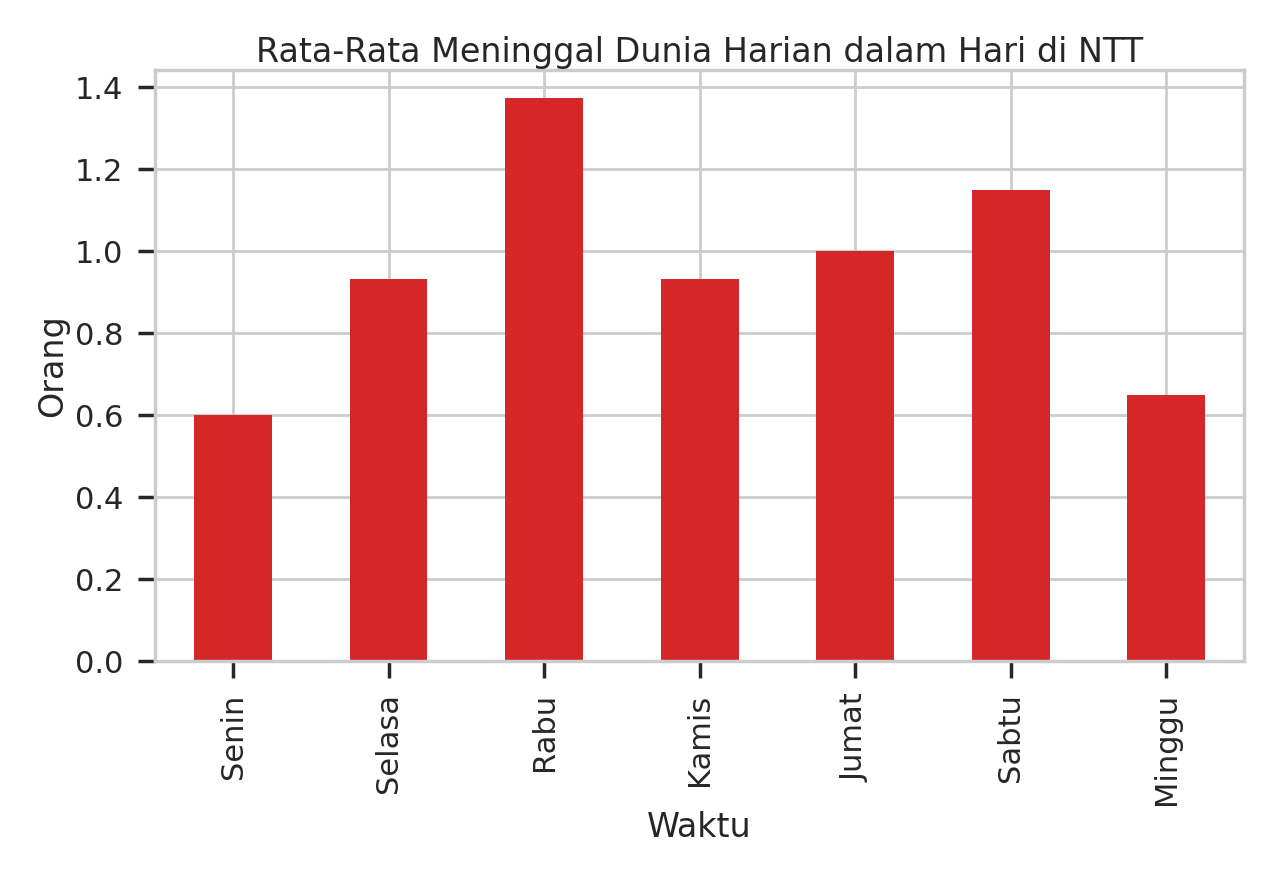 Rata-Rata Meninggal Dunia Harian dalam Hari di NTT
1.4
1.2
1.0
0.8
0.6
0.4
0.2
0.0
Orang
Senin
Selasa
Rabu
Kamis
Jumat
Sabtu
Minggu
Waktu